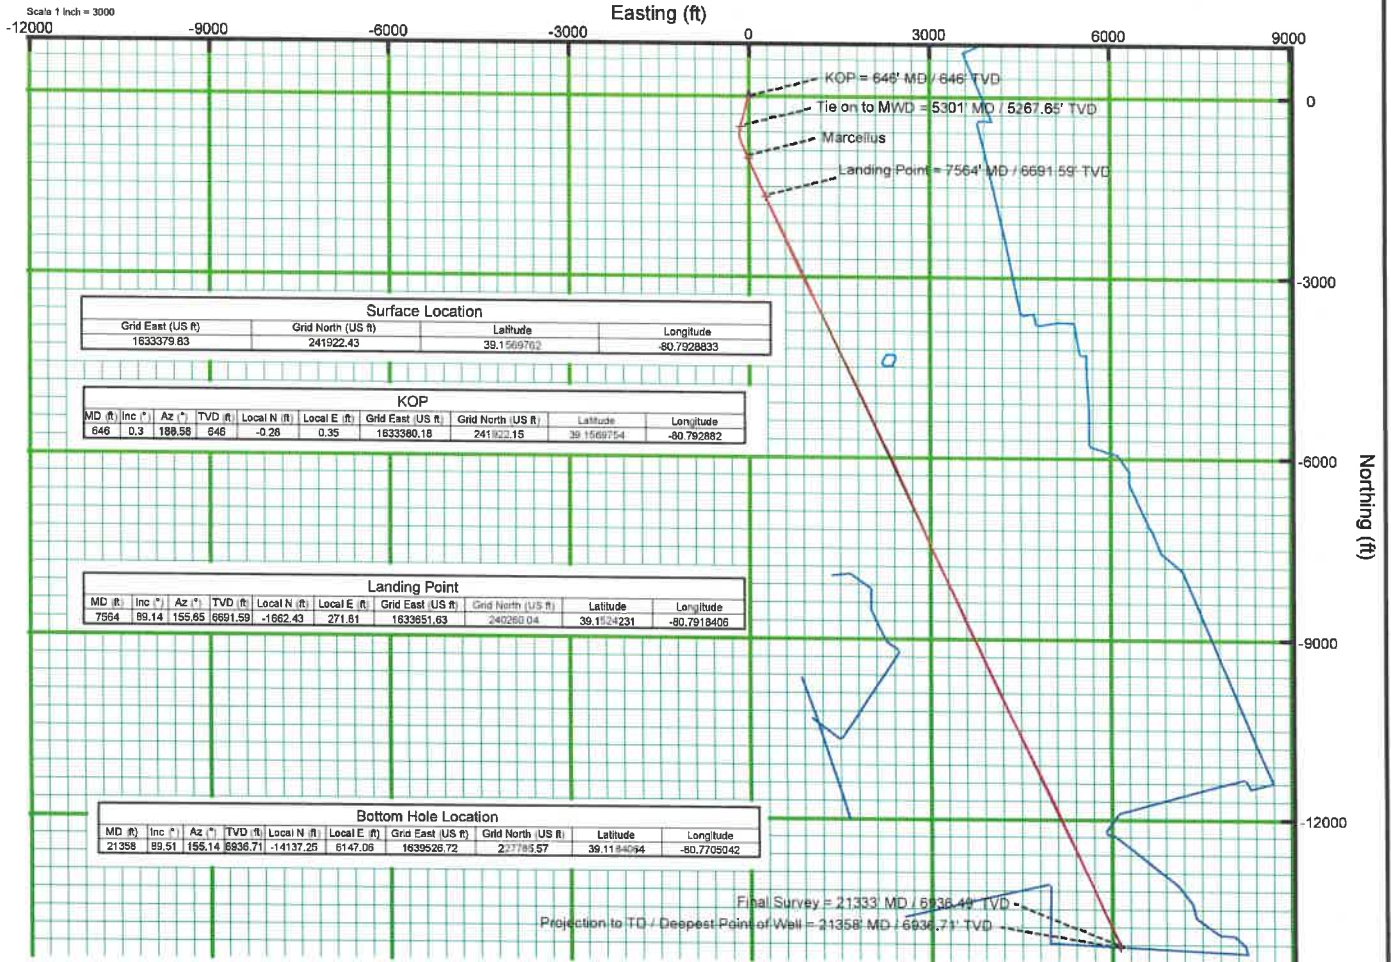 Scale 1 Inch = 3000
Easting (ft)
-12000 -9000 -6000 -3000 0 3000 6000 9000
KOP = 646' MD / 646' TVD
0
Tie on to MWD = 5301' MD / 5267.65' TVD
Marcellus
Landing Point = 7564' MD / 6691.59' TVD
-3000
Surface Location
Grid East (US ft) Grid North (US ft) Latitude Longitude
1633379.83 241922.43 39.1569762 -80.7928833
KOP
MD (ft) Inc (°) Az (°) TVD (ft) Local N (ft) Local E (ft) Grid East (US ft) Grid North (US ft) Latitude Longitude
646 0.3 646 -0.28 0.35 1633380.18 241922.15 39.1569754 -80.792882
-6000
Northing (ft)
Landing Point
MD (ft) Inc (°) Az (°) TVD (ft) Local N (ft) Local E (ft) Grid East (US ft) Grid North (US ft) Latitude Longitude
7564 89.14 155.65 6691.59 -1662.43 271.81 1633651.63 240260.04 39.1524231 -80.7918406
-9000
Bottom Hole Location
MD (ft) Inc (°) Az (°) TVD (ft) Local N (ft) Local E (ft) Grid East (US ft) Grid North (US ft) Latitude Longitude
21358 89.51 155.14 6936.71 -14137.25 6147.06 1639526.72 227785.57 -80.7705042
-12000
Final Survey = 21333' MD / 6936.49' TVD
Projection to TD / Deepest Point of Well = 21358' MD / 6936.71' TVD